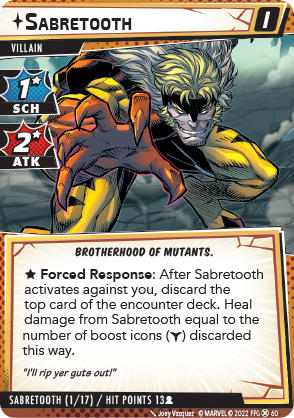 SABRETOOTH
0
VILLAIN
1
SCH
2
ATK
BROTHERHOOD OF MUTANTS.
★ Forced Response: After Sabretooth
activates against you, discard the
top card of the encounter deck. Heal
damage from Sabretooth equal to the
number of boost icons ( ) discarded
this way.
"I'll rip yer guts out!"
SABRETOOTH (1/17) / HIT POINTS 13
Joey Vazquez © MARVEL © 2022 FFG 60